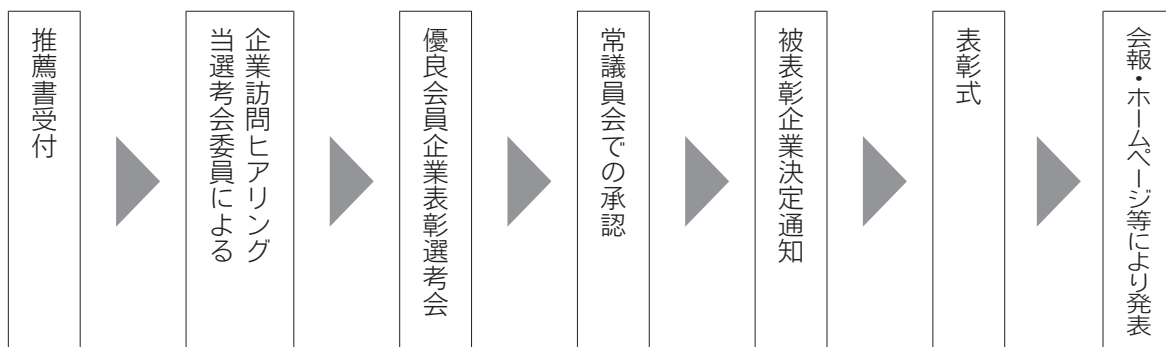 推薦書受付
企業訪問ヒアリング
当選考会委員による
優良会員企業表彰選考会
常議員会での承認
被表彰企業決定通知
表彰式
会報・ホームページ等により発表